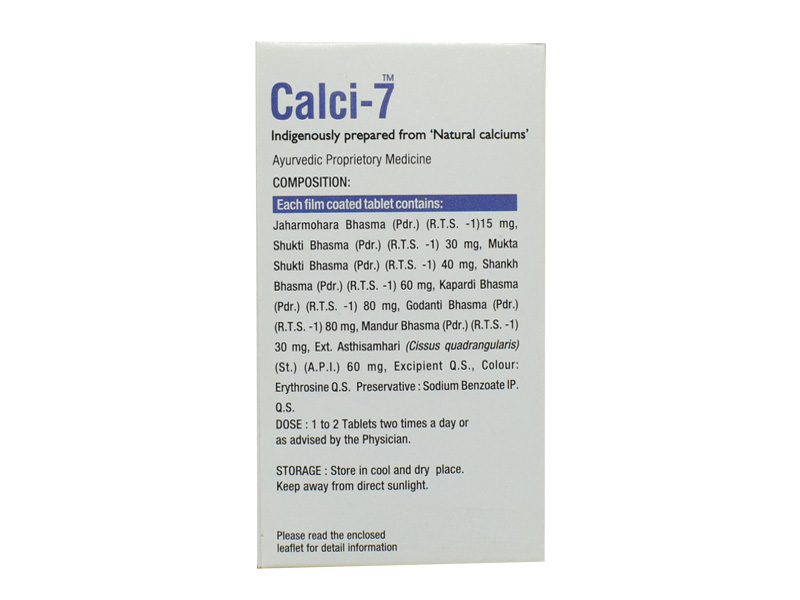 Calci-7™
Indigenously prepared from ‘Natural calciums’
Ayurvedic Proprietory Medicine
COMPOSITION:
Each film coated tablet contains:
Jaharmohara Bhasma (Pdr.) (R.T.S. -1)15 mg,
Shukti Bhasma (Pdr.) (R.T.S. -1) 30 mg, Mukta
Shukti Bhasma (Pdr.) (R.T.S. -1) 40 mg, Shankh
Bhasma (Pdr.) (R.T.S. -1) 60 mg, Kapardi Bhasma
(Pdr.) (R.T.S. -1) 80 mg, Godanti Bhasma (Pdr.)
(R.T.S. -1) 80 mg, Mandur Bhasma (Pdr.) (R.T.S. -1)
30 mg, Ext. Asthisamhari (Cissus quadrangularis)
(St.) (A.P.I.) 60 mg, Excipient Q.S., Colour:
Erythrosine Q.S. Preservative : Sodium Benzoate IP.
Q.S.
DOSE : 1 to 2 Tablets two times a day or
as advised by the Physician.
STORAGE : Store in cool and dry place.
Keep away from direct sunlight.
Please read the enclosed
leaflet for detail information